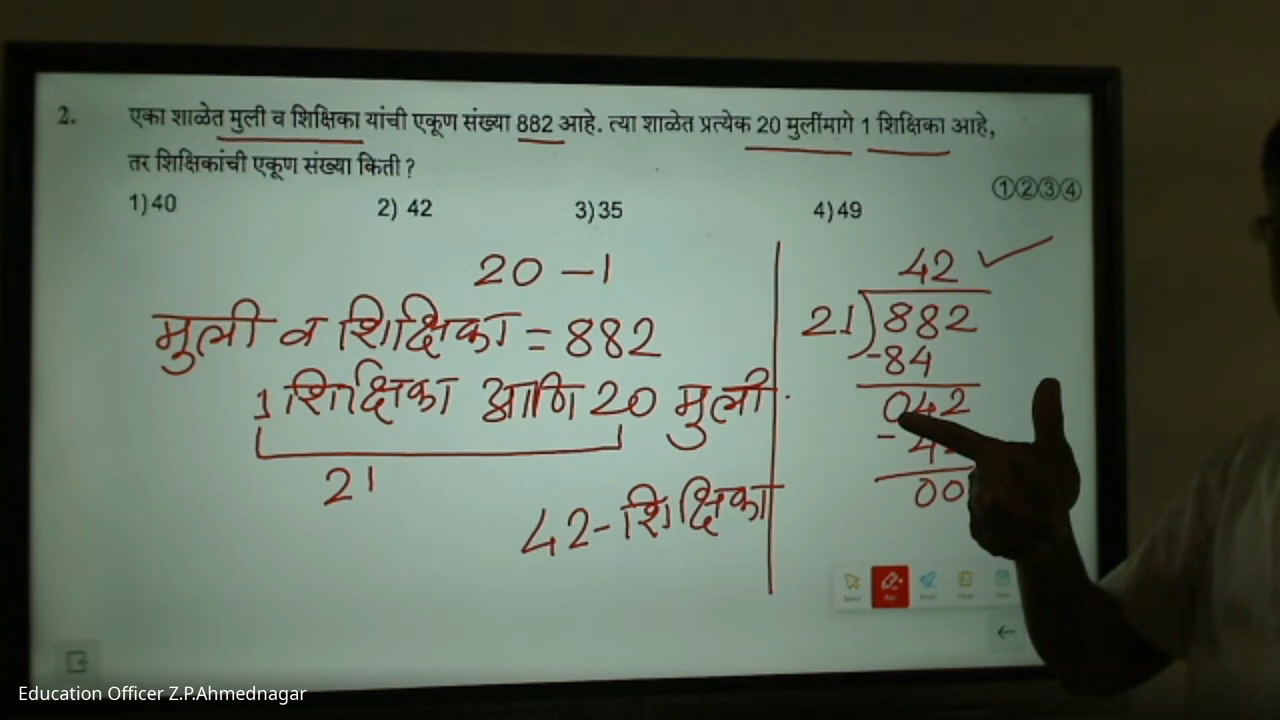 2. एका शाळेत मुली व शिक्षिका यांची एकूण संख्या 882 आहे. त्या शाळेत प्रत्येक 20 मुलींमागे 1 शिक्षिका आहे,
तर शिक्षिकांची एकूण संख्या किती ?
①②③④
1)40 2) 42 3)35 4)49
20 – 1
मुली व शिक्षिका = 882
1 शिक्षिका आणि 20 मुली.
21
42 - शिक्षिका
42
21)882
-84
042
- 4
00
Education Officer Z.P.Ahmednagar